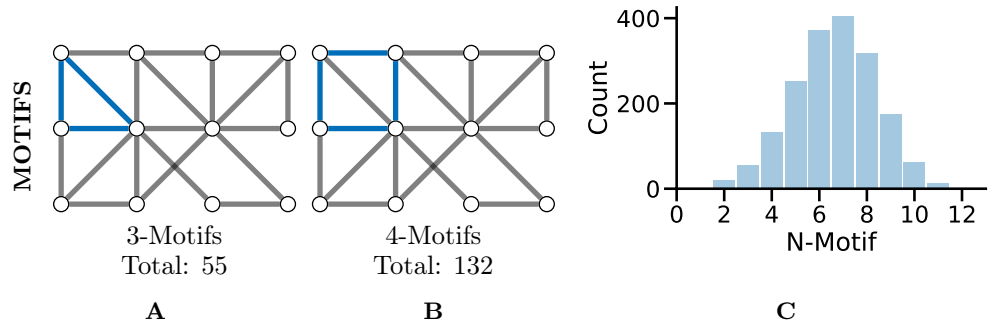 MOTIFS
3-Motifs
Total: 55
A
4-Motifs
Total: 132
B
Count
400
200
0
0 2 4 6 8 10 12
N-Motif
C